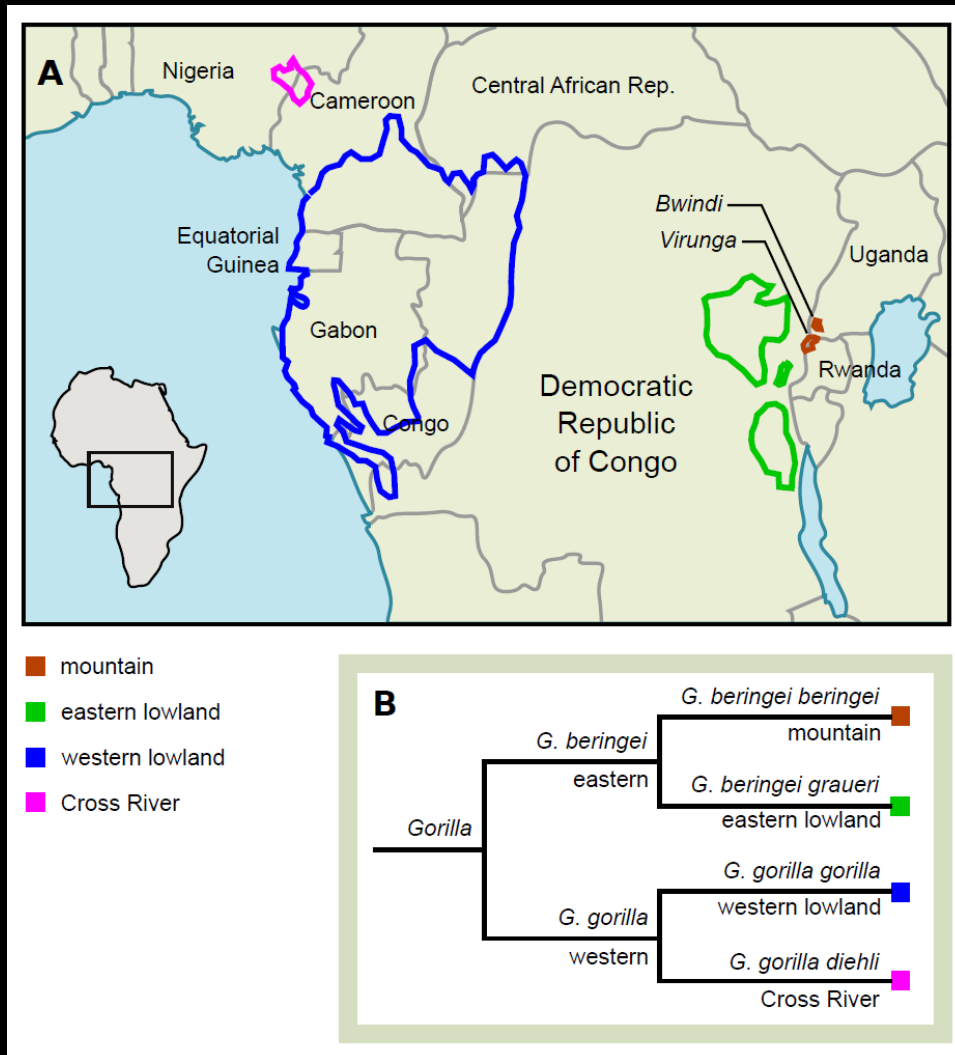 A
Nigeria
Cameroon
Central African Rep.
Bwindi
Virunga
Equatorial
Guinea
Uganda
Gabon
Rwanda
Democratic
Republic
of Congo
Congo
mountain
eastern lowland
western lowland
Cross River
B
G. beringei beringei
mountain
G. beringei
eastern
G. beringei graueri
eastern lowland
Gorilla
G. gorilla gorilla
western lowland
G. gorilla
western
G. gorilla diehli
Cross River